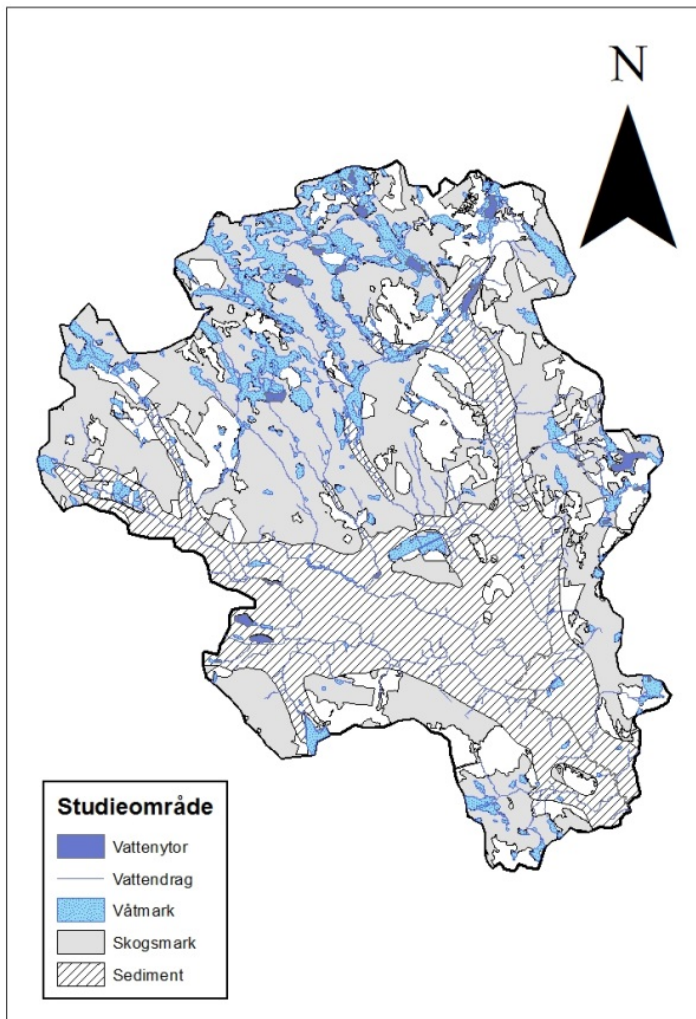 N
Studieområde
Vattenytor
Vattendrag
Våtmark
Skogsmark
Sediment